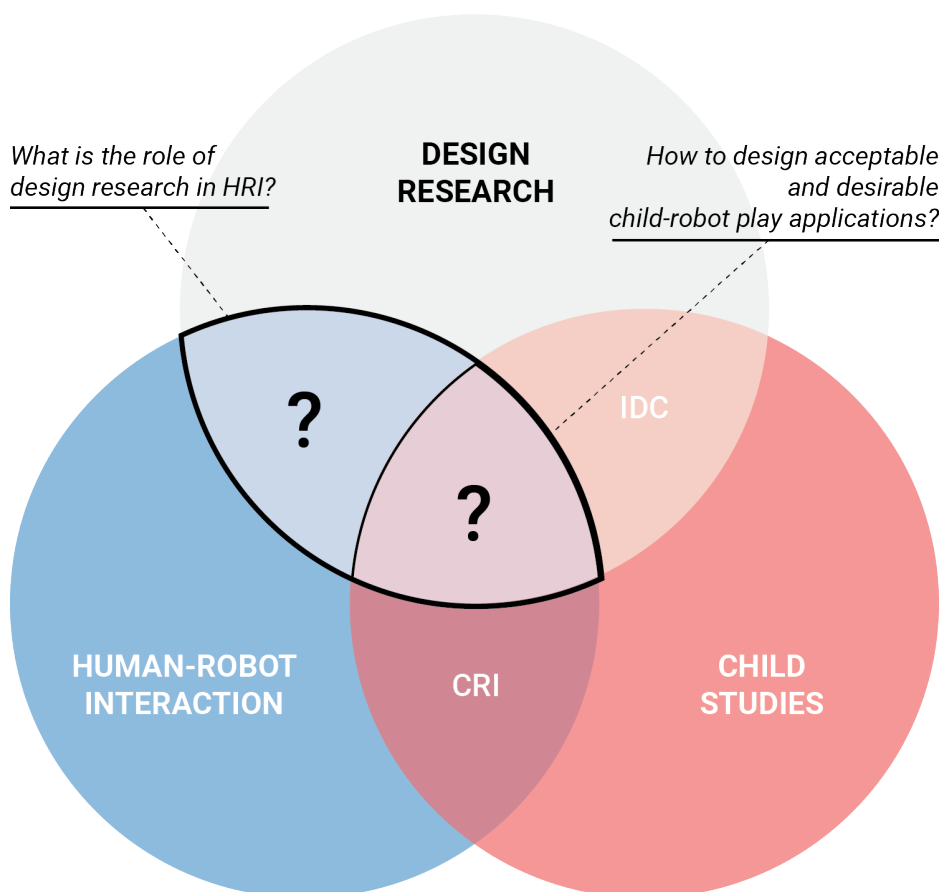 What is the role of
design research in HRI?
DESIGN
RESEARCH
How to design acceptable
and desirable
child-robot play applications?
?
IDC
?
HUMAN-ROBOT
INTERACTION
CRI
CHILD
STUDIES